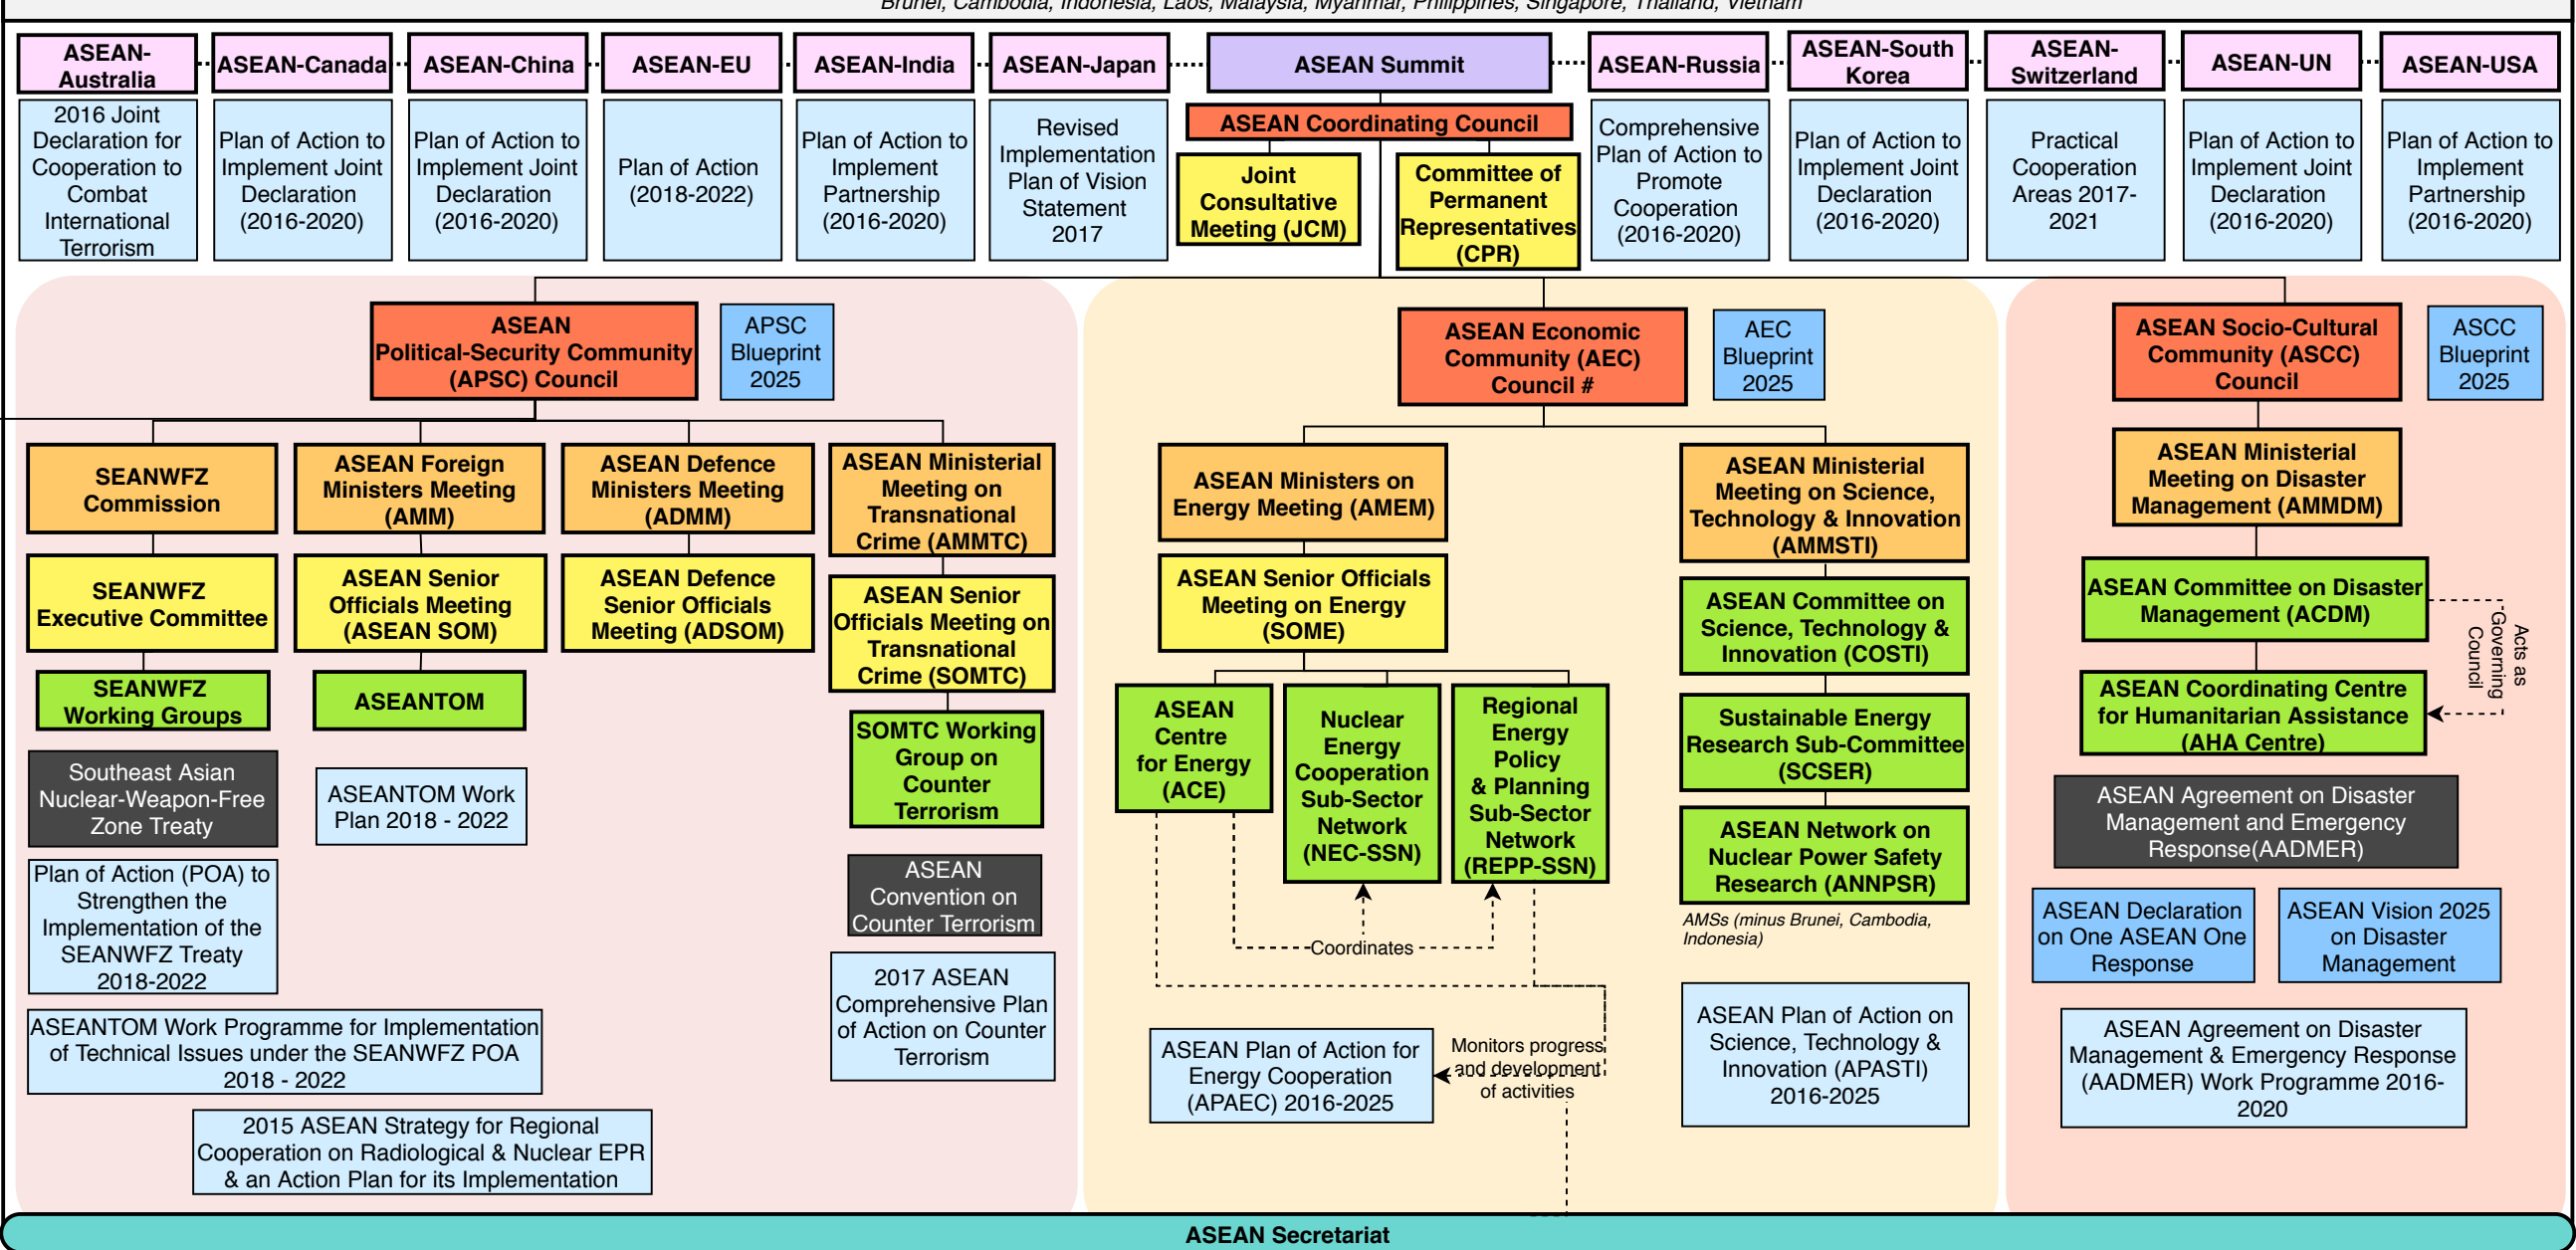 Brunei, Cambodia, Indonesia, Laos, Malaysia, Myanmar, Philippines, Singapore, Thailand, Vietnam
ASEAN-
Australia
ASEAN-Canada
ASEAN-China
ASEAN-EU
ASEAN-India
ASEAN-Japan
ASEAN Summit
ASEAN-Russia
ASEAN-South
Korea
ASEAN-
Switzerland
ASEAN-UN
ASEAN-USA
2016 Joint
Declaration for
Cooperation to
Combat
International
Terrorism
Plan of Action to
Implement Joint
Declaration
(2016-2020)
Plan of Action to
Implement Joint
Declaration
(2016-2020)
Plan of Action
(2018-2022)
Plan of Action to
Implement
Partnership
(2016-2020)
Revised
Implementation
Plan of Vision
Statement
2017
ASEAN Coordinating Council
Joint
Consultative
Meeting (JCM)
Committee of
Permanent
Representatives
(CPR)
Comprehensive
Plan of Action to
Promote
Cooperation
(2016-2020)
Plan of Action to
Implement Joint
Declaration
(2016-2020)
Practical
Cooperation
Areas 2017-
2021
Plan of Action to
Implement Joint
Declaration
(2016-2020)
Plan of Action to
Implement
Partnership
(2016-2020)
ASEAN
Political-Security Community
(APSC) Council
APSC
Blueprint
2025
SEANWFZ
Commission
ASEAN Foreign
Ministers Meeting
(AMM)
ASEAN Defence
Ministers Meeting
(ADMM)
ASEAN Ministerial
Meeting on
Transnational
Crime (AMMTC)
SEANWFZ
Executive Committee
ASEAN Senior
Officials Meeting
(ASEAN SOM)
ASEAN Defence
Senior Officials
Meeting (ADSOM)
ASEAN Senior
Officials Meeting on
Transnational
Crime (SOMTC)
SEANWFZ
Working Groups
ASEANTOM
SOMTC Working
Group on
Counter
Terrorism
Southeast Asian
Nuclear-Weapon-Free
Zone Treaty
ASEANTOM Work
Plan 2018 - 2022
ASEAN
Convention on
Counter Terrorism
Plan of Action (POA) to
Strengthen the
Implementation of the
SEANWFZ Treaty
2018-2022
2017 ASEAN
Comprehensive Plan
of Action on Counter
Terrorism
ASEANTOM Work Programme for Implementation
of Technical Issues under the SEANWFZ POA
2018 - 2022
2015 ASEAN Strategy for Regional
Cooperation on Radiological & Nuclear EPR
& an Action Plan for its Implementation
ASEAN Economic
Community (AEC)
Council #
AEC
Blueprint
2025
ASEAN Ministers on
Energy Meeting (AMEM)
ASEAN Ministerial
Meeting on Science,
Technology & Innovation
(AMMSTI)
ASEAN Senior Officials
Meeting on Energy
(SOME)
ASEAN Committee on
Science, Technology &
Innovation (COSTI)
ASEAN
Centre
for Energy
(ACE)
Nuclear
Energy
Cooperation
Sub-Sector
Network
(NEC-SSN)
Regional
Energy
Policy
& Planning
Sub-Sector
Network
(REPP-SSN)
Sustainable Energy
Research Sub-Committee
(SCSER)
ASEAN Network on
Nuclear Power Safety
Research (ANNPSR)
AMSs (minus Brunei, Cambodia,
Indonesia)
Coordinates
ASEAN Plan of Action for
Energy Cooperation
(APAEC) 2016-2025
Monitors progress
and development
of activities
ASEAN Plan of Action on
Science, Technology &
Innovation (APASTI)
2016-2025
ASEAN Socio-Cultural
Community (ASCC)
Council
ASCC
Blueprint
2025
ASEAN Ministerial
Meeting on Disaster
Management (AMMDM)
ASEAN Committee on Disaster
Management (ACDM)
Acts as
Governing
Council
ASEAN Coordinating Centre
for Humanitarian Assistance
(AHA Centre)
ASEAN Agreement on Disaster
Management and Emergency
Response(AADMER)
ASEAN Declaration
on One ASEAN One
Response
ASEAN Vision 2025
on Disaster
Management
ASEAN Agreement on Disaster
Management & Emergency Response
(AADMER) Work Programme 2016-
2020
ASEAN Secretariat